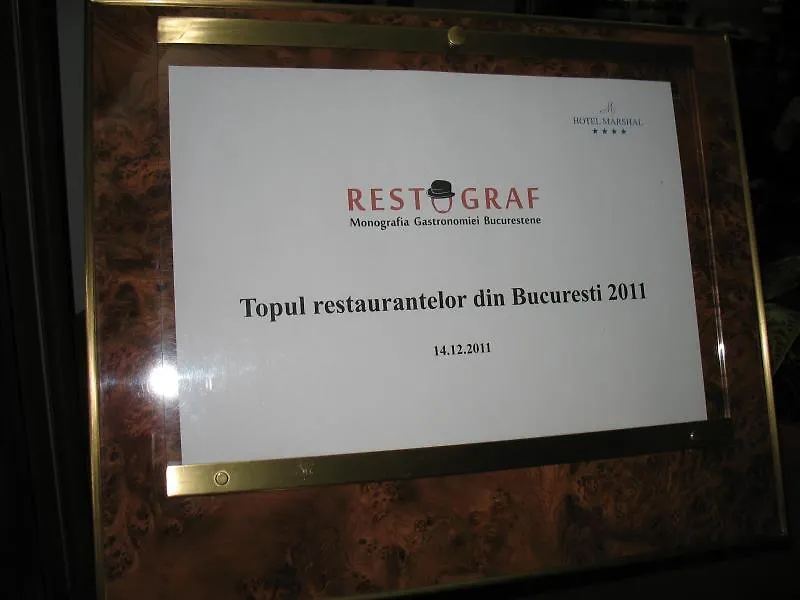 M
HOTEL MARSHAL
★★★★
RESTOGRAF
Monografia Gastronomiei Bucurestene
Topul restaurantelor din Bucuresti 2011
14.12.2011